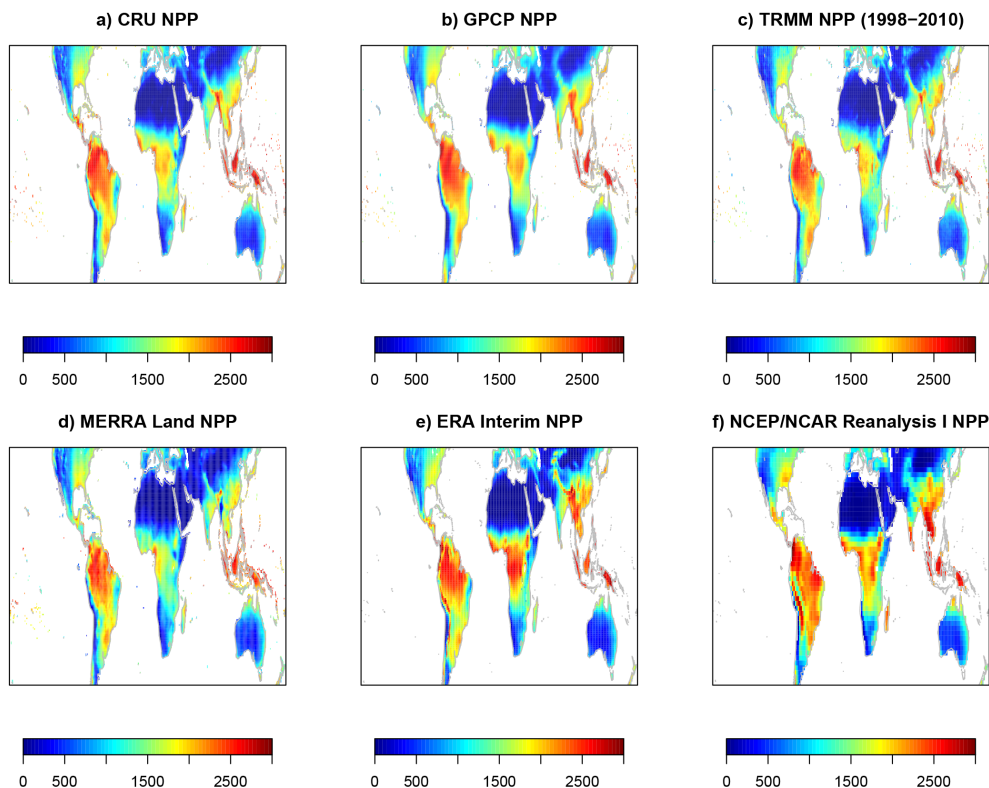 a) CRU NPP
b) GPCP NPP
c) TRMM NPP (1998−2010)
0 500 1500 2500
0 500 1500 2500
0 500 1500 2500
d) MERRA Land NPP
e) ERA Interim NPP
f) NCEP/NCAR Reanalysis I NPP
0 500 1500 2500
0 500 1500 2500
0 500 1500 2500